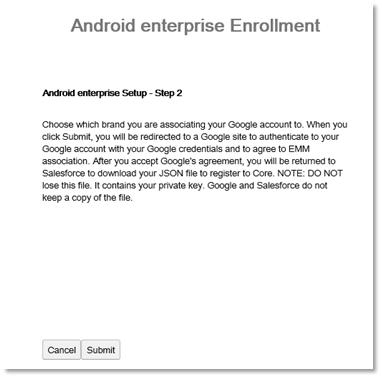 Android enterprise Enrollment
Android enterprise Setup - Step 2
Choose which brand you are associating your Google account to. When you
click Submit, you will be redirected to a Google site to authenticate to your
Google account with your Google credentials and to agree to EMM
association. After you accept Google's agreement, you will be returned to
Salesforce to download your JSON file to register to Core. NOTE: DO NOT
lose this file. It contains your private key. Google and Salesforce do not
keep a copy of the file.
Cancel Submit